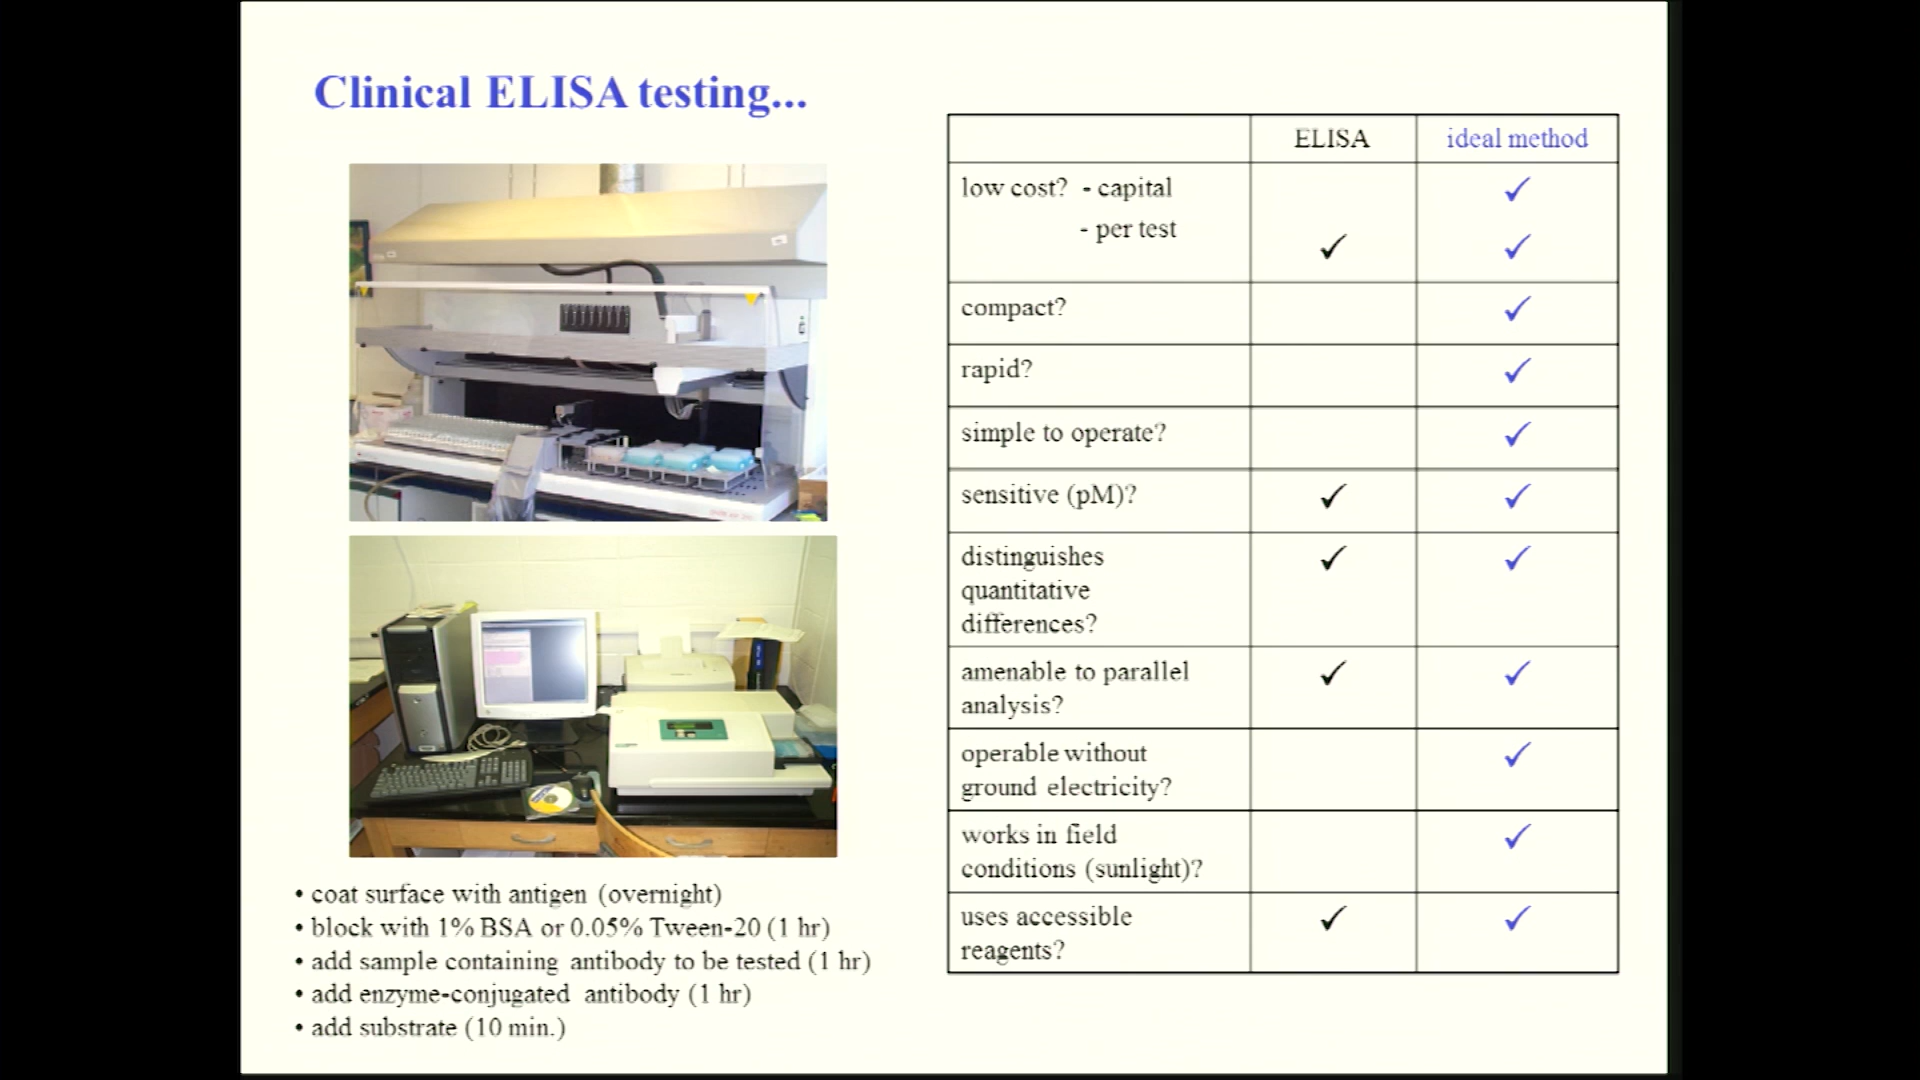 Clinical ELISA testing...
• coat surface with antigen (overnight)
• block with 1% BSA or 0.05% Tween-20 (1 hr)
• add sample containing antibody to be tested (1 hr)
• add enzyme-conjugated antibody (1 hr)
• add substrate (10 min.)
ELISA ideal method
low cost? - capital ✓
- per test ✓ ✓
compact? ✓
rapid? ✓
simple to operate? ✓
sensitive (pM)? ✓ ✓
distinguishes ✓ ✓
quantitative
differences?
amenable to parallel ✓ ✓
analysis?
operable without ✓
ground electricity?
works in field ✓
conditions (sunlight)?
uses accessible ✓ ✓
reagents?